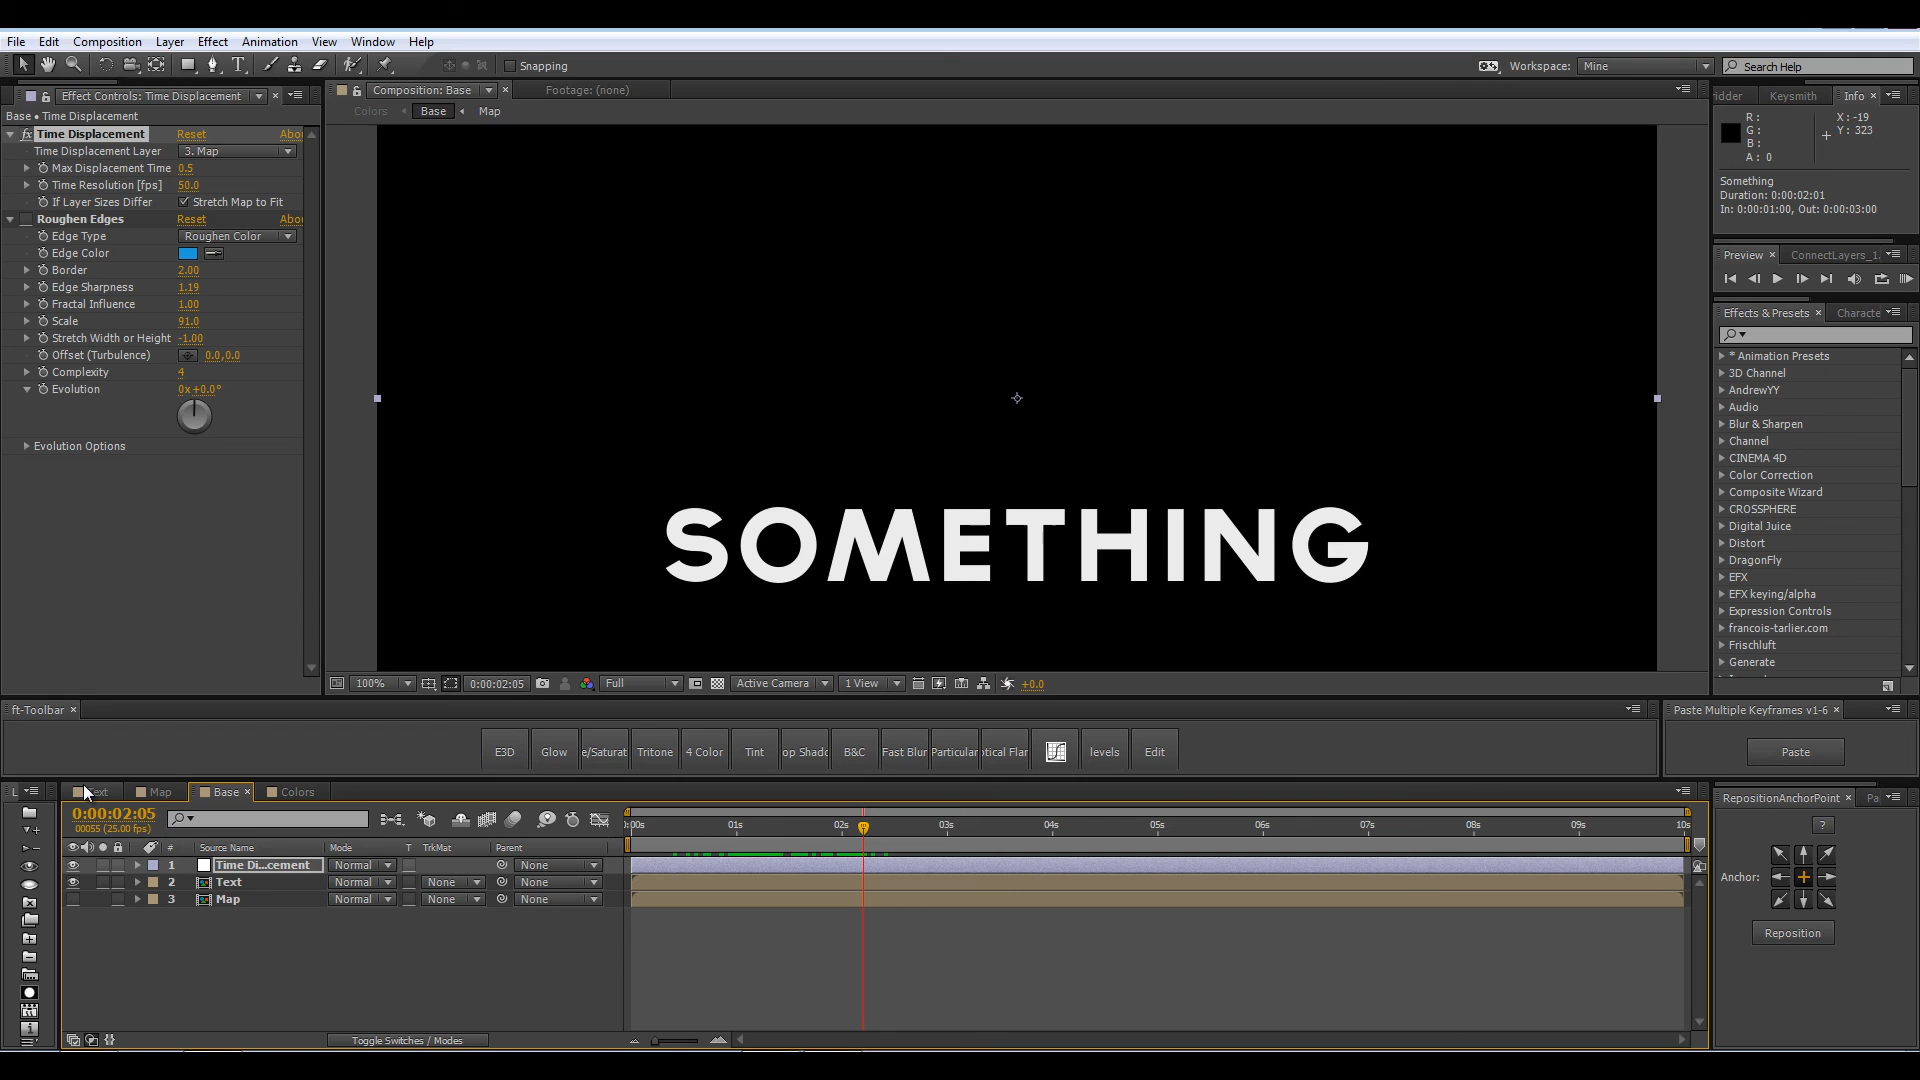 File Edit Composition Layer Effect Animation View Window Help
Snapping
Workspace: Mine
Search Help
Effect Controls: Time Displacement
Base • Time Displacement
Time Displacement Reset Abou
Time Displacement Layer 3. Map
Max Displacement Time 0.5
Time Resolution [fps] 50.0
If Layer Sizes Differ Stretch Map to Fit
Roughen Edges Reset Abou
Edge Type Roughen Color
Edge Color
Border 2.00
Edge Sharpness 1.19
Fractal Influence 1.00
Scale 91.0
Stretch Width or Height -1.00
Offset (Turbulence) 0.0,0.0
Complexity 4
Evolution 0x+0.0°
Evolution Options
Composition: Base
Footage: (none)
Colors Base Map
SOMETHING
100% 0:00:02:05 Full Active Camera 1 View +0.0
ridder Keysmith Info
R:
G:
B:
A: 0
X: -19
Y: 323
Something
Duration: 0:00:02:01
In: 0:00:01:00, Out: 0:00:03:00
Preview ConnectLayers_1.
Effects & Presets Characte
* Animation Presets
3D Channel
AndrewYY
Audio
Blur & Sharpen
Channel
CINEMA 4D
Color Correction
Composite Wizard
CROSSPHERE
Digital Juice
Distort
DragonFly
EFX
EFX keying/alpha
Expression Controls
francois-tarlier.com
Frischluft
Generate
ft-Toolbar
E3D Glow e/Saturat Tritone 4 Color Tint op Shado B&C Fast Blur Particular ptical Flar levels Edit
Paste Multiple Keyframes v1-6
Paste
L
Text Map Base Colors
0:00:02:05
00055 (25.00 fps)
:00s 01s 02s 03s 04s 05s 06s 07s 08s 09s 10s
# Source Name Mode T TrkMat Parent
1 Time Di...cement Normal None
2 Text Normal None None
3 Map Normal None None
Toggle Switches / Modes
RepositionAnchorPoint Pa
?
Anchor:
Reposition